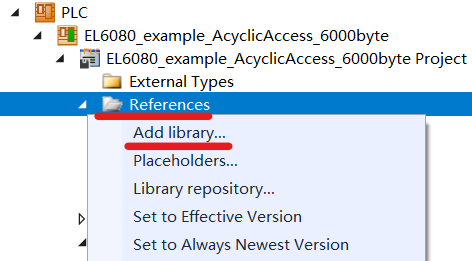 PLC
EL6080_example_AcyclicAccess_6000byte
EL6080_example_AcyclicAccess_6000byte Project
External Types
References
Add library...
Placeholders...
Library repository...
Set to Effective Version
Set to Always Newest Version